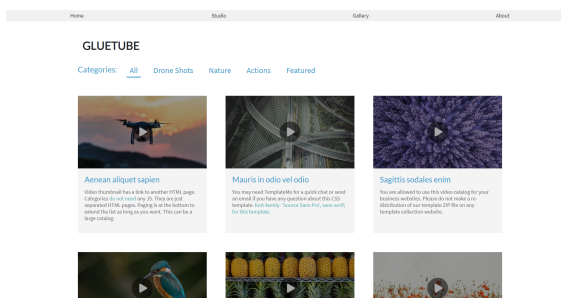 Home Studio Gallery About
GLUETUBE
Categories: All Drone Shots Nature Actions Featured
Aenean aliquet sapien
Video thumbnail has a link to another HTML page.
Categories do not need any JS. They are just
separated HTML pages. Paging is at the bottom to
extend the list as long as you want. This can be a
large catalog.
Mauris in odio vel odio
You may need TemplateMo for a quick chat or send
an email if you have any question about this CSS
template. font-family: 'Source Sans Pro', sans-serif;
for this template.
Sagittis sodales enim
You are allowed to use this video catalog for your
business websites. Please do not make a re-
distribution of our template ZIP file on any
template collection website.